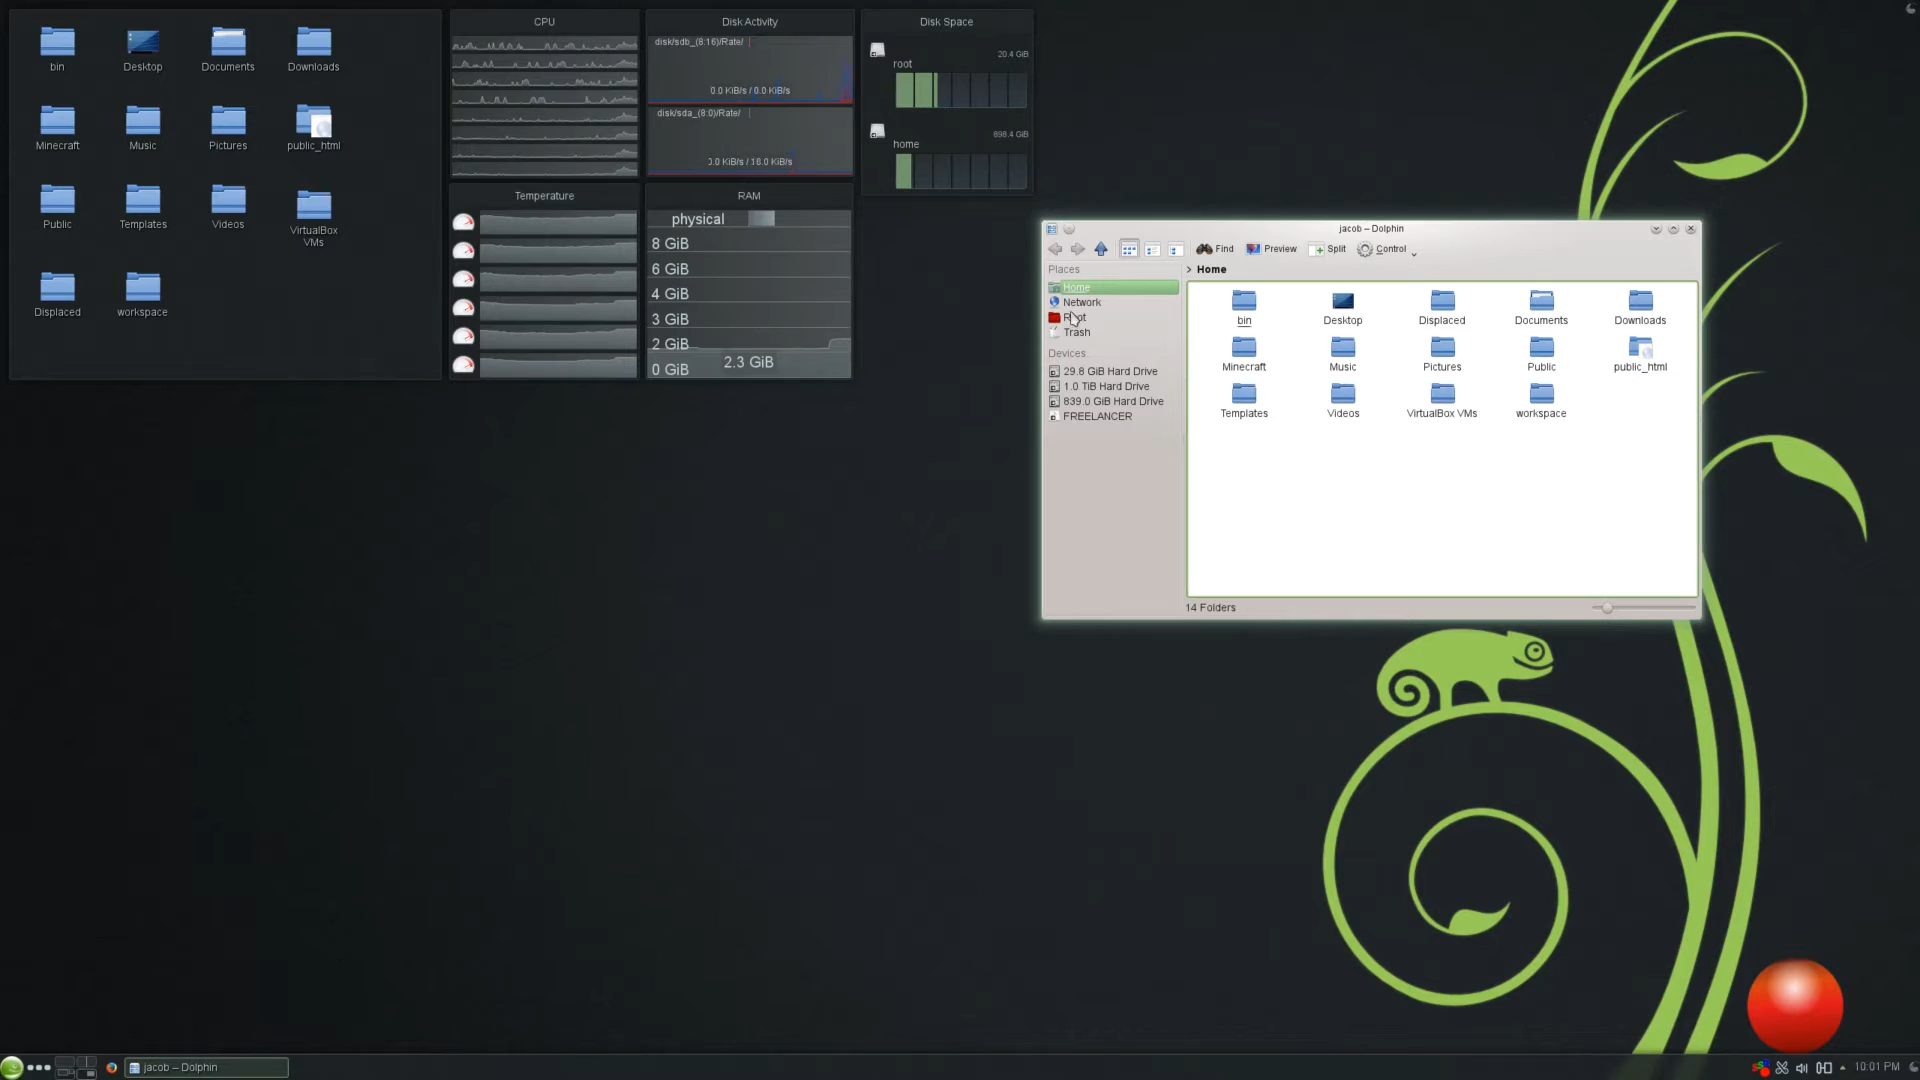 bin
Desktop
Documents
Downloads
Minecraft
Music
Pictures
public_html
Public
Templates
Videos
VirtualBox
VMs
Displaced
workspace
CPU
Disk Activity
disk/sdb_(8:16)/Rate/
0.0 KiB/s / 0.0 KiB/s
disk/sda_(8:0)/Rate/
0.0 KiB/s / 16.0 KiB/s
Disk Space
20.4 GiB
root
898.4 GiB
home
Temperature
RAM
physical
8 GiB
6 GiB
4 GiB
3 GiB
2 GiB
2.3 GiB
0 GiB
jacob – Dolphin
Find
Preview
Split
Control
Places
> Home
Home
Network
Trash
Devices
29.8 GiB Hard Drive
1.0 TiB Hard Drive
839.0 GiB Hard Drive
FREELANCER
bin
Desktop
Displaced
Documents
Downloads
Minecraft
Music
Pictures
Public
public_html
Templates
Videos
VirtualBox VMs
workspace
14 Folders
jacob – Dolphin
10:01 PM